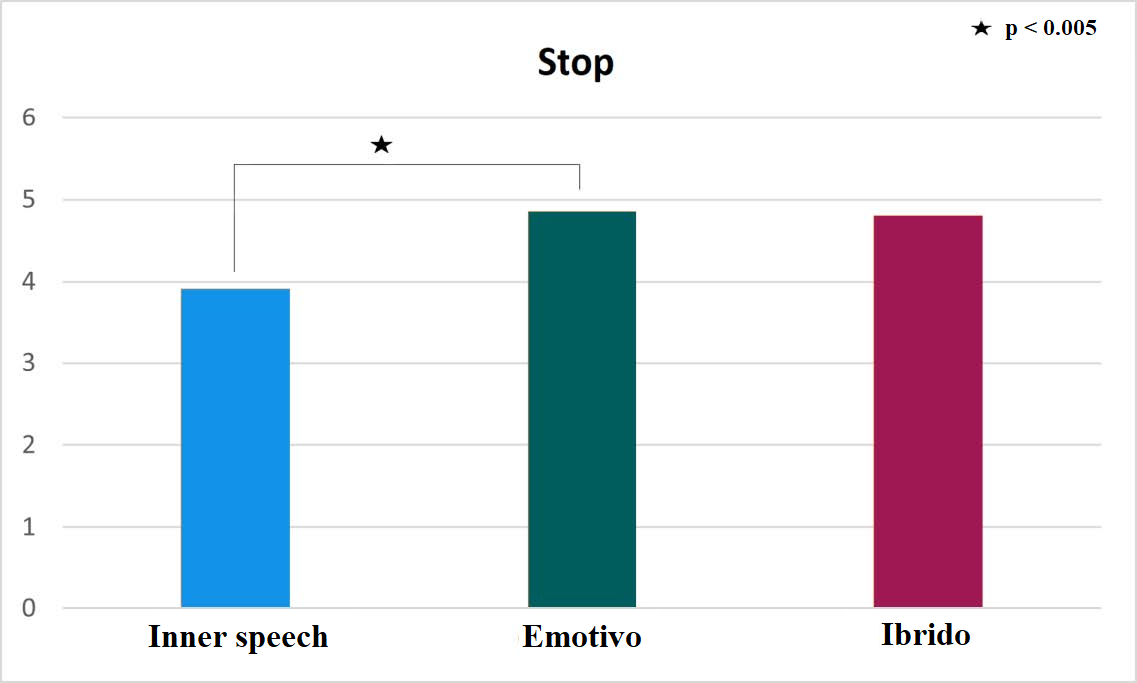 ★ p < 0.005
Stop
6
★
5
4
3
2
1
0
Inner speech
Emotivo
Ibrido